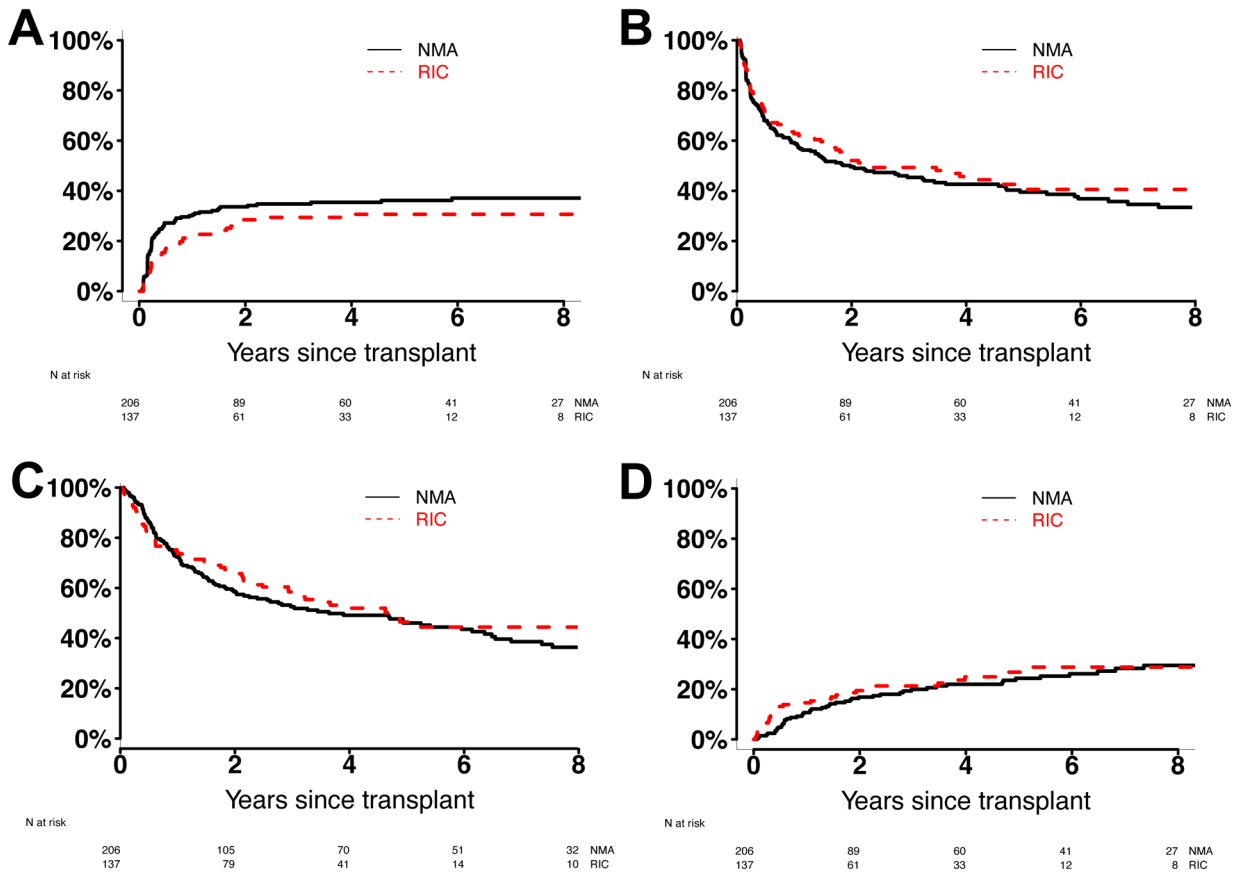 A
100%
80%
60%
40%
20%
0%
NMA
RIC
0 2 4 6 8
Years since transplant
N at risk
206 89 60 41 27 NMA
137 61 33 12 8 RIC
B
100%
80%
60%
40%
20%
0%
NMA
RIC
0 2 4 6 8
Years since transplant
N at risk
206 89 60 41 27 NMA
137 61 33 12 8 RIC
C
100%
80%
60%
40%
20%
0%
NMA
RIC
0 2 4 6 8
Years since transplant
N at risk
206 105 70 51 32 NMA
137 79 41 14 10 RIC
D
100%
80%
60%
40%
20%
0%
NMA
RIC
0 2 4 6 8
Years since transplant
N at risk
206 89 60 41 27 NMA
137 61 33 12 8 RIC